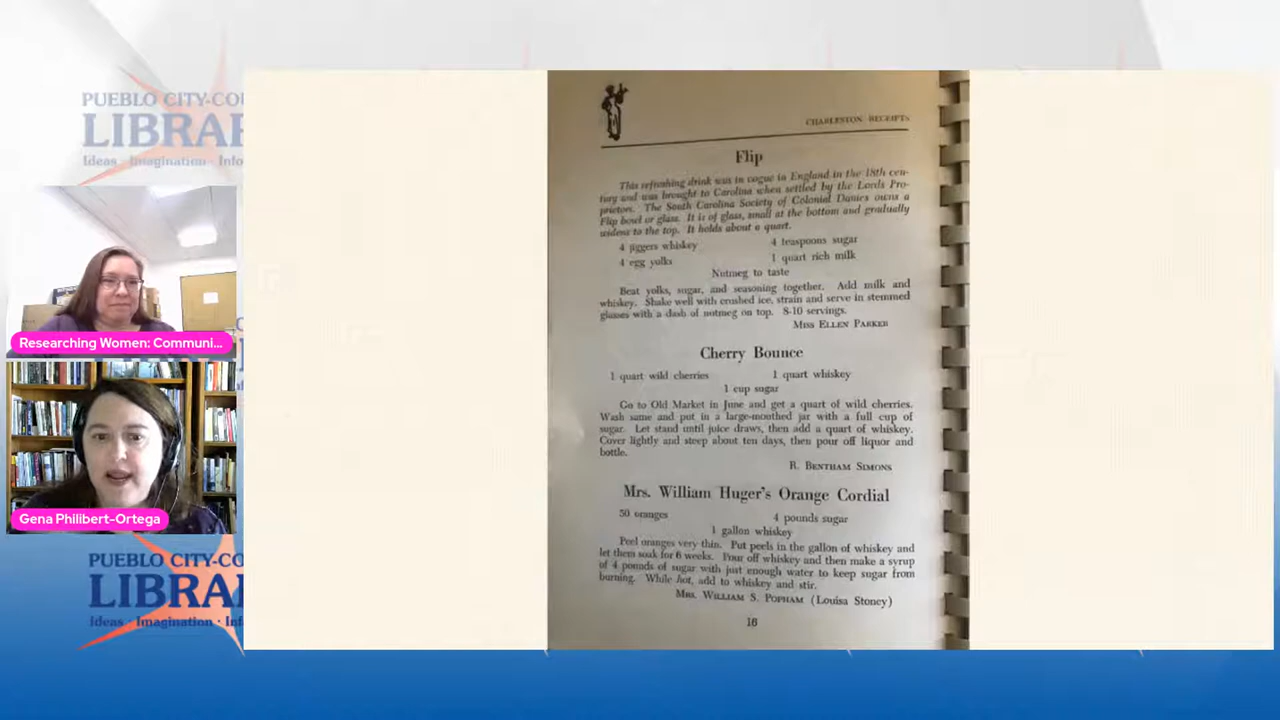 PUEBLO CITY-COU
LIBRAR
Ideas · Imagination · Info
Researching Women: Communi...
Gena Philibert-Ortega
PUEBLO CITY-CO
LIBRA
Ideas · Imagination · Inf
CHARLESTON RECEIPTS
Flip
This refreshing drink was in vogue in England in the 18th cen-
tury and was brought to Carolina when settled by the Lords Pro-
prietors. The South Carolina Society of Colonial Dames owns a
Flip bowl or glass. It is of glass, small at the bottom and gradually
widens to the top. It holds about a quart.
4 jiggers whiskey 4 teaspoons sugar
4 egg yolks 1 quart rich milk
Nutmeg to taste
Beat yolks, sugar, and seasoning together. Add milk and
whiskey. Shake well with crushed ice, strain and serve in stemmed
glasses with a dash of nutmeg on top. 8-10 servings.
Miss Ellen Parker
Cherry Bounce
1 quart wild cherries 1 quart whiskey
1 cup sugar
Go to Old Market in June and get a quart of wild cherries.
Wash same and put in a large-mouthed jar with a full cup of
sugar. Let stand until juice draws, then add a quart of whiskey.
Cover lightly and steep about ten days, then pour off liquor and
bottle.
R. Bentham Simons
Mrs. William Huger's Orange Cordial
50 oranges 4 pounds sugar
1 gallon whiskey
Peel oranges very thin. Put peels in the gallon of whiskey and
let them soak for 6 weeks. Pour off whiskey and then make a syrup
of 4 pounds of sugar with just enough water to keep sugar from
burning. While hot, add to whiskey and stir.
Mrs. William S. Popham (Louisa Stoney)
16